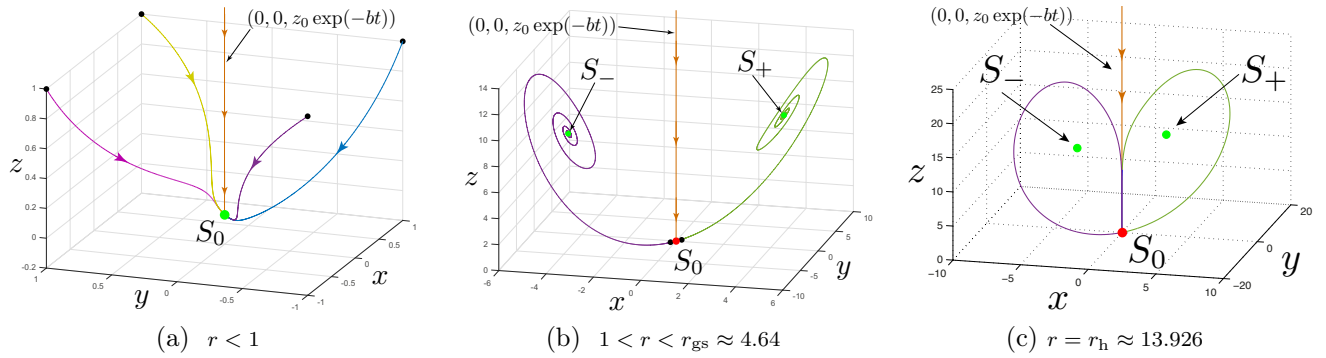 (0, 0, z₀ exp(−bt))
1
0.8
0.6
0.4
0.2
0
-0.2
z
S₀
1
0.5
0
-0.5
-1
y
1
0.5
0
-0.5
-1
x
(a) r < 1
(0, 0, z₀ exp(−bt))
S₋
S₊
14
12
10
8
6
4
2
0
z
S₀
-6
-4
-2
0
2
4
6
x
10
5
0
-5
-10
y
(b) 1 < r < r_gs ≈ 4.64
(0, 0, z₀ exp(−bt))
S₋
S₊
25
20
15
10
5
0
z
S₀
-10
-5
0
5
10
x
20
0
-20
y
(c) r = r_h ≈ 13.926